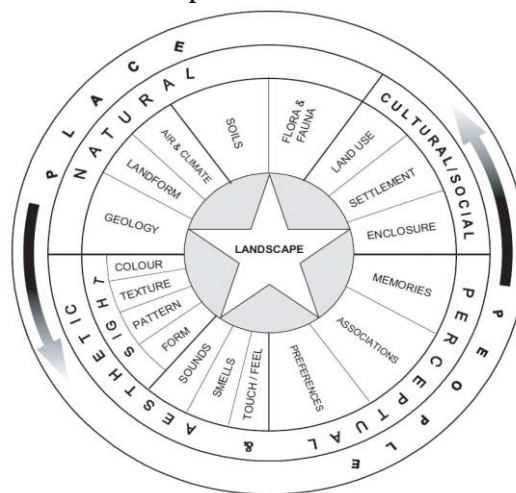 PLACE
NATURAL
CULTURAL/SOCIAL
GEOLOGY
LANDFORM
AIR & CLIMATE
SOILS
FLORA &
FAUNA
LAND USE
SETTLEMENT
ENCLOSURE
LANDSCAPE
COLOUR
TEXTURE
PATTERN
FORM
SIGHT
SOUNDS
SMELLS
TOUCH / FEEL
PREFERENCES
ASSOCIATIONS
MEMORIES
AESTHETIC & PERCEPTUAL
PEOPLE